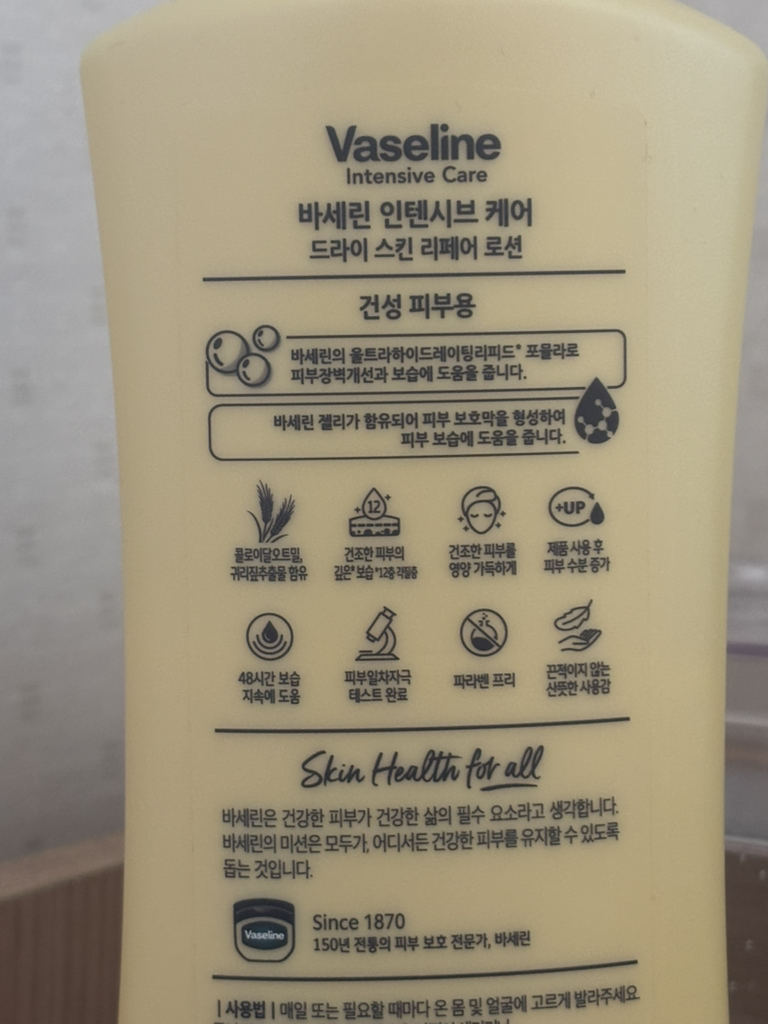 Vaseline
Intensive Care
바세린 인텐시브 케어
드라이 스킨 리페어 로션
건성 피부용
바세린의 울트라하이드레이팅리피드* 포뮬라로
피부장벽개선과 보습에 도움을 줍니다.
바세린 젤리가 함유되어 피부 보호막을 형성하여
피부 보습에 도움을 줍니다.
콜로이달오트밀,
귀리짚추출물 함유
12
건조한 피부의
깊은* 보습 *12층 각질층
건조한 피부를
영양 가득하게
+UP
제품 사용 후
피부 수분 증가
48시간 보습
지속에 도움
피부일차자극
테스트 완료
파라벤 프리
끈적이지 않는
산뜻한 사용감
Skin Health for all
바세린은 건강한 피부가 건강한 삶의 필수 요소라고 생각합니다.
바세린의 미션은 모두가, 어디서든 건강한 피부를 유지할 수 있도록
돕는 것입니다.
Vaseline
Since 1870
150년 전통의 피부 보호 전문가, 바세린
| 사용법 | 매일 또는 필요할 때마다 온 몸 및 얼굴에 고르게 발라주세요